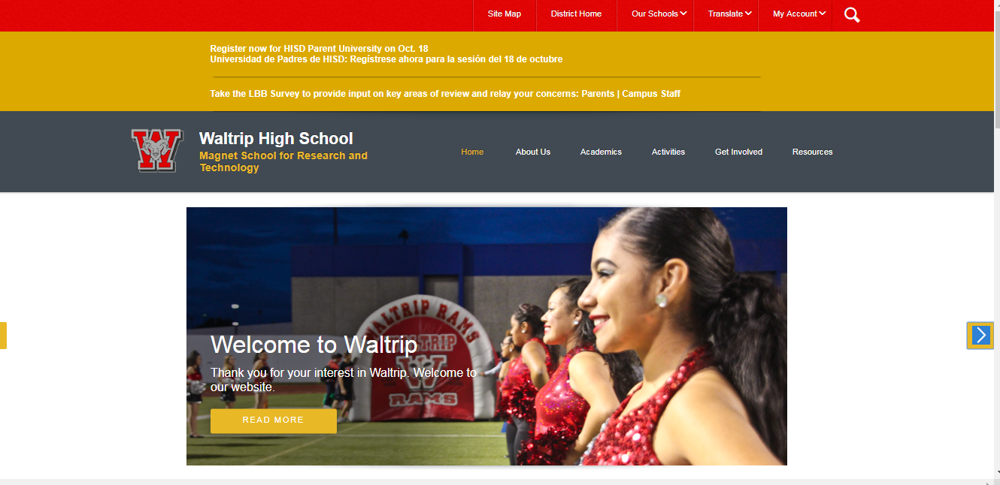 Site Map District Home Our Schools Translate My Account
Register now for HISD Parent University on Oct. 18
Universidad de Padres de HISD: Regístrese ahora para la sesión del 18 de octubre
Take the LBB Survey to provide input on key areas of review and relay your concerns: Parents | Campus Staff
W
Waltrip High School
Magnet School for Research and
Technology
Home About Us Academics Activities Get Involved Resources
WALTRIP RAMS
WALTRIP
W
RAMS
Welcome to Waltrip
Thank you for your interest in Waltrip. Welcome to
our website.
READ MORE